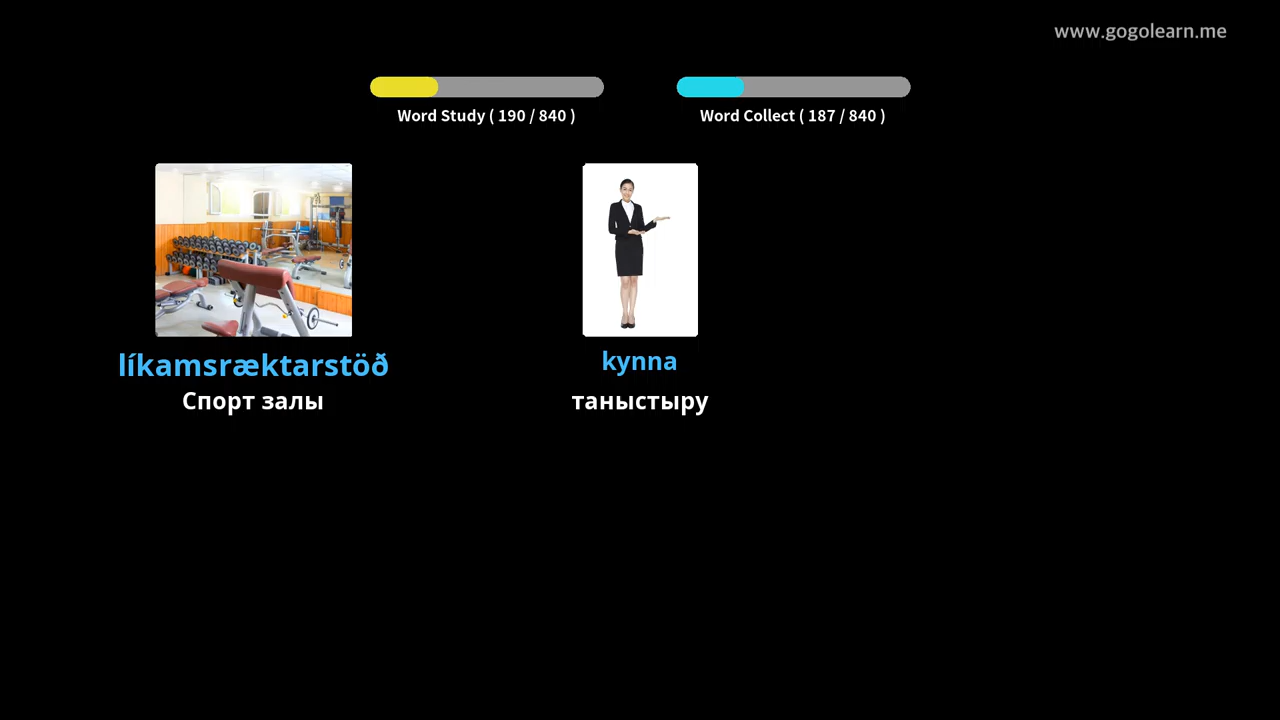 www.gogolearn.me
Word Study ( 190 / 840 )
Word Collect ( 187 / 840 )
líkamsræktarstöð
Спорт залы
kynna
таныстыру